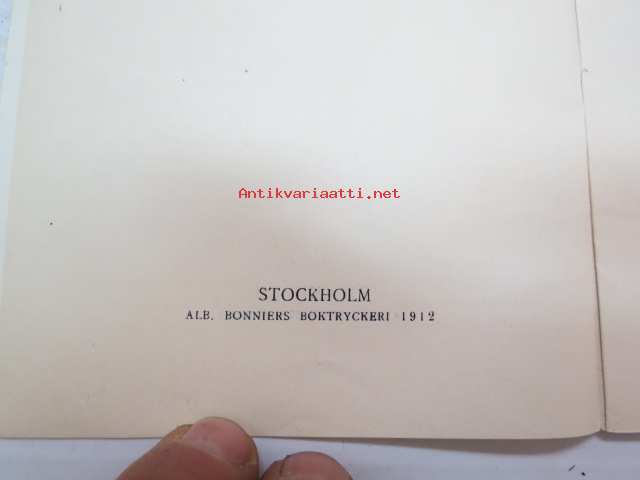 Antikvariaatti.net
STOCKHOLM
ALB. BONNIERS BOKTRYCKERI 1912